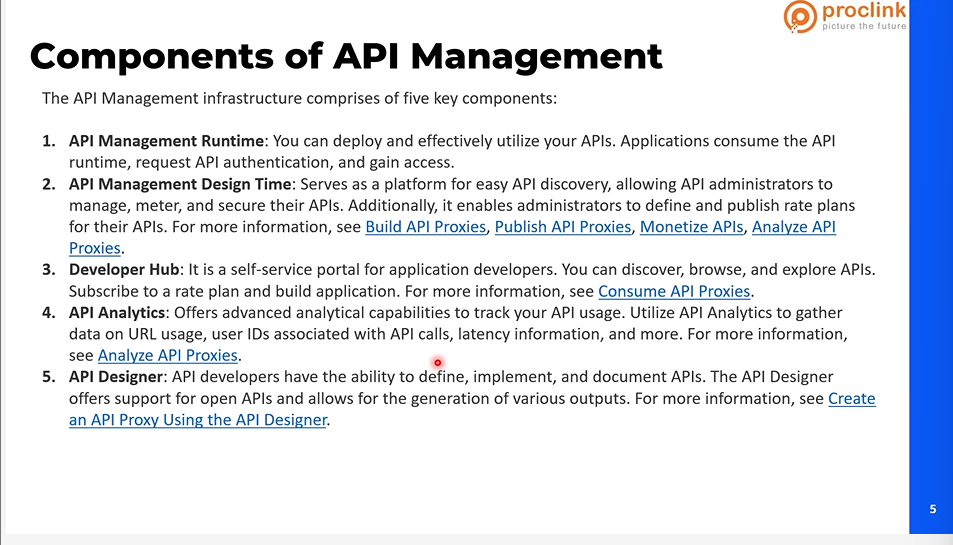 proclink
picture the future
Components of API Management
The API Management infrastructure comprises of five key components:
1. API Management Runtime: You can deploy and effectively utilize your APIs. Applications consume the API
runtime, request API authentication, and gain access.
2. API Management Design Time: Serves as a platform for easy API discovery, allowing API administrators to
manage, meter, and secure their APIs. Additionally, it enables administrators to define and publish rate plans
for their APIs. For more information, see Build API Proxies, Publish API Proxies, Monetize APIs, Analyze API
Proxies.
3. Developer Hub: It is a self-service portal for application developers. You can discover, browse, and explore APIs.
Subscribe to a rate plan and build application. For more information, see Consume API Proxies.
4. API Analytics: Offers advanced analytical capabilities to track your API usage. Utilize API Analytics to gather
data on URL usage, user IDs associated with API calls, latency information, and more. For more information,
see Analyze API Proxies.
5. API Designer: API developers have the ability to define, implement, and document APIs. The API Designer
offers support for open APIs and allows for the generation of various outputs. For more information, see Create
an API Proxy Using the API Designer.
5